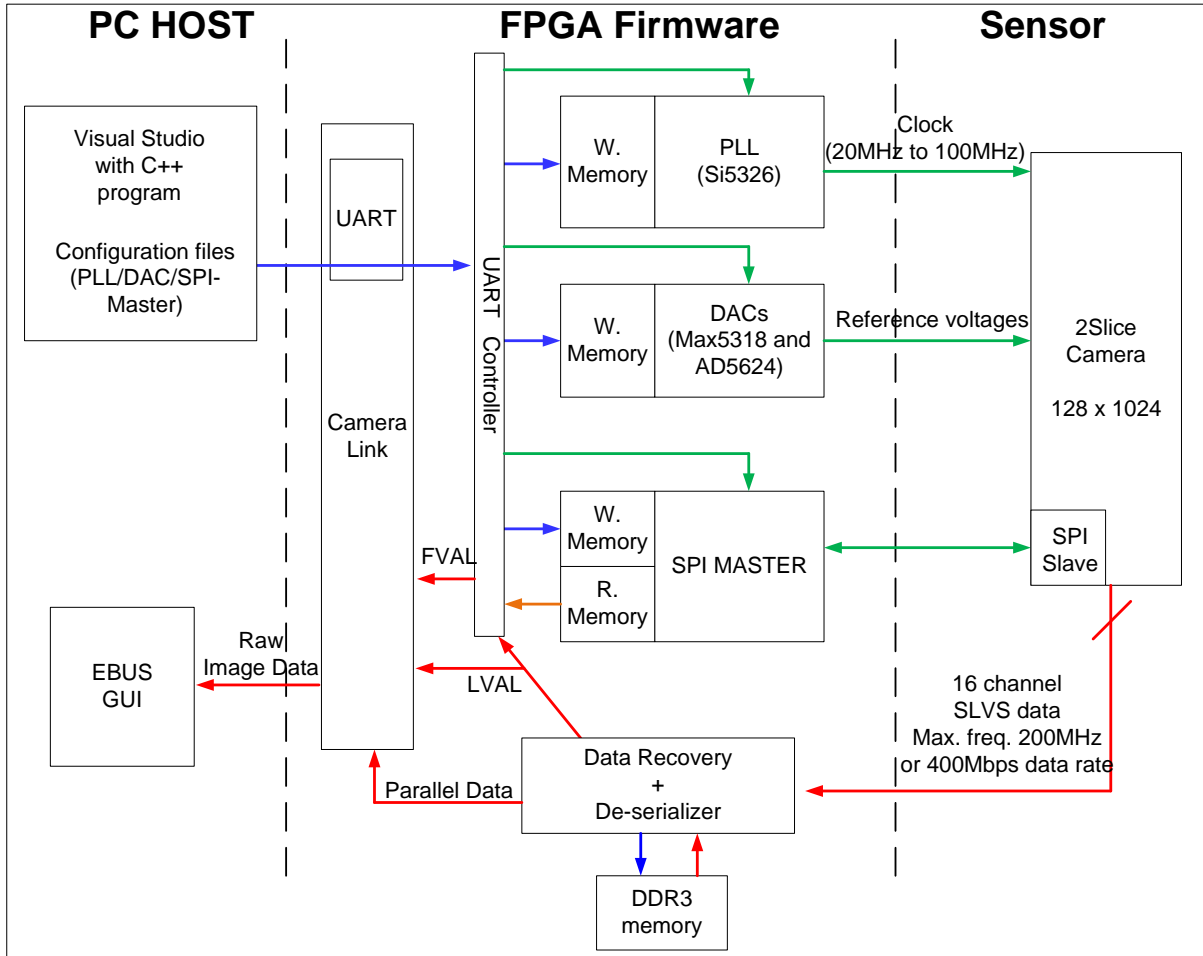 PC HOST
FPGA Firmware
Sensor
Visual Studio
with C++
program
Configuration files
(PLL/DAC/SPI-
Master)
UART
Camera
Link
UART Controller
W.
Memory
PLL
(Si5326)
Clock
(20MHz to 100MHz)
W.
Memory
DACs
(Max5318 and
AD5624)
Reference voltages
2Slice
Camera
128 x 1024
W.
Memory
R.
Memory
SPI MASTER
SPI
Slave
FVAL
LVAL
Raw
Image Data
EBUS
GUI
Parallel Data
Data Recovery
+
De-serializer
16 channel
SLVS data
Max. freq. 200MHz
or 400Mbps data rate
DDR3
memory